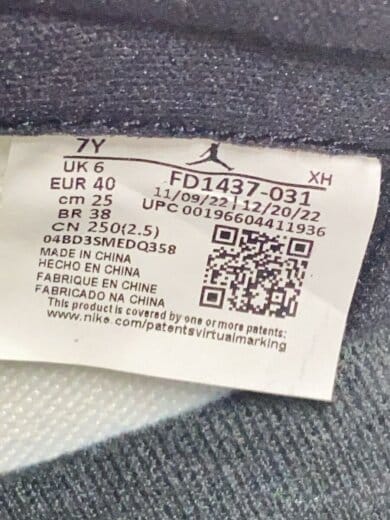 7Y
XH
UK 6
FD1437-031
EUR 40
11/09/22 | 12/20/22
cm 25
UPC 00196604411936
BR 38
CN 250(2.5)
04BD3SMEDQ358
MADE IN CHINA
HECHO EN CHINA
FABRIQUE EN CHINE
FABRICADO NA CHINA
This product is covered by one or more patents:
www.nike.com/patentsvirtualmarking